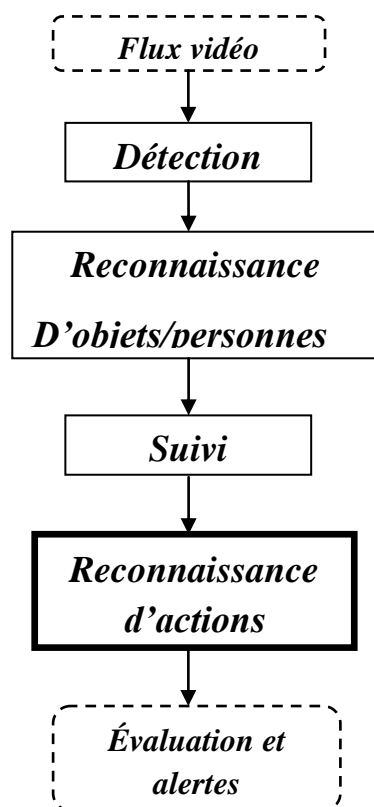 Flux vidéo
Détection
Reconnaissance
D’objets/personnes
Suivi
Reconnaissance
d’actions
Évaluation et
alertes